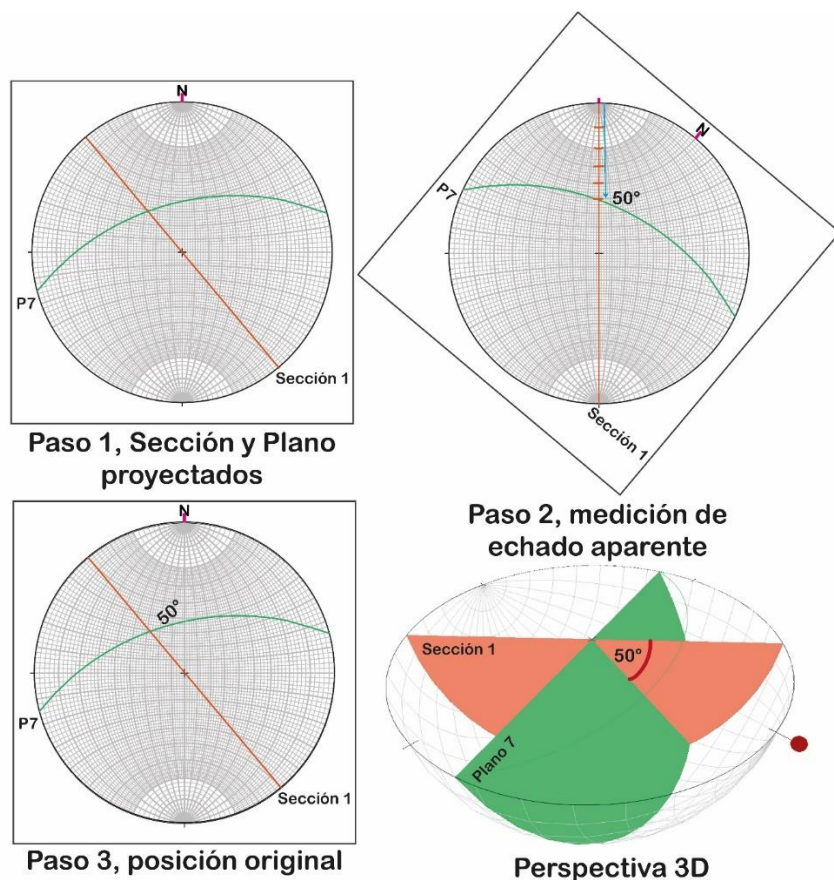 N
P7
Sección 1
Paso 1, Sección y Plano
proyectados
N
P7
50°
Sección 1
Paso 2, medición de
echado aparente
N
50°
P7
Sección 1
Paso 3, posición original
Sección 1
50°
Plano 7
Perspectiva 3D